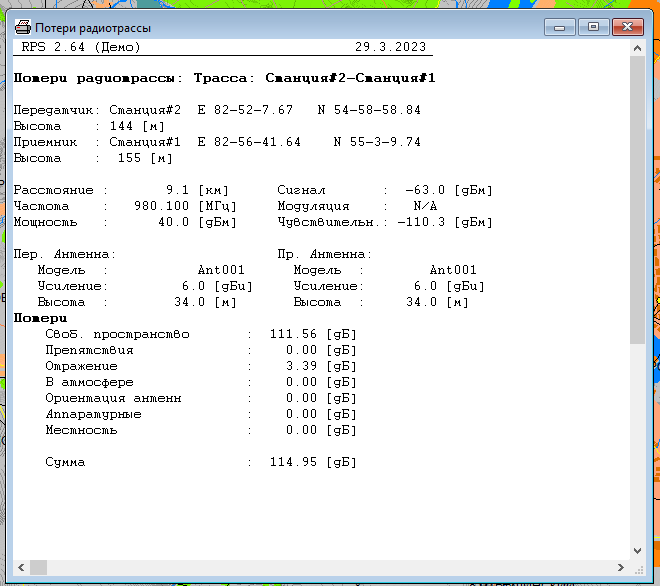 Потери радиотрассы
RPS 2.64 (Демо) 29.3.2023
Потери радиотрассы: Трасса: Станция#2-Станция#1
Передатчик: Станция#2 E 82-52-7.67 N 54-58-58.84
Высота : 144 [м]
Приемник : Станция#1 E 82-56-41.64 N 55-3-9.74
Высота : 155 [м]
Расстояние : 9.1 [км] Сигнал : -63.0 [дБм]
Частота : 980.100 [МГц] Модуляция : N/A
Мощность : 40.0 [дБм] Чувствительн.: -110.3 [дБм]
Пер. Антенна: Пр. Антенна:
Модель : Ant001 Модель : Ant001
Усиление: 6.0 [дБи] Усиление: 6.0 [дБи]
Высота : 34.0 [м] Высота : 34.0 [м]
Потери
Своб. пространство : 111.56 [дБ]
Препятствия : 0.00 [дБ]
Отражение : 3.39 [дБ]
В атмосфере : 0.00 [дБ]
Ориентация антенн : 0.00 [дБ]
Аппаратурные : 0.00 [дБ]
Местность : 0.00 [дБ]
Сумма : 114.95 [дБ]